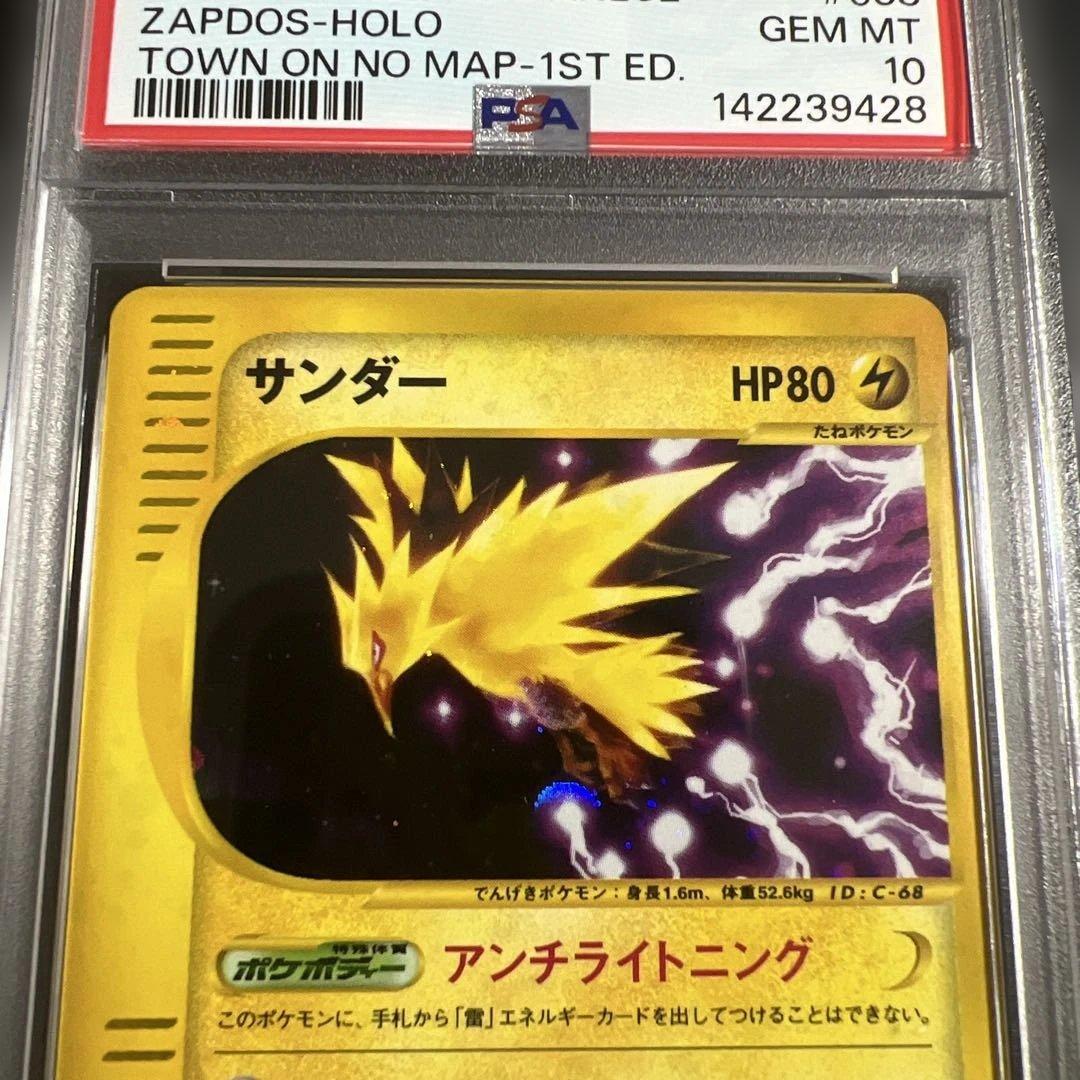 ZAPDOS-HOLO
GEM MT
TOWN ON NO MAP-1ST ED.
10
PSA
142239428
サンダー
HP80
たねポケモン
でんげきポケモン：身長1.6m、体重52.6kg ID:C-68
特殊体質
ポケボディー
アンチライトニング
このポケモンに、手札から「雷」エネルギーカードを出してつけることはできない。